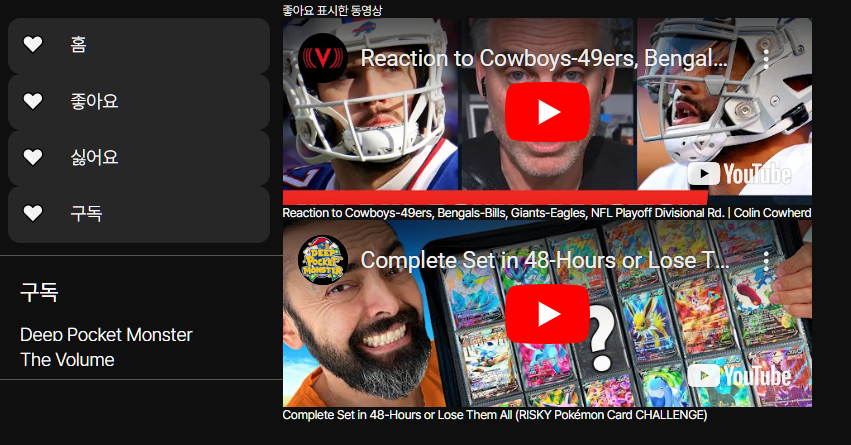 홈
좋아요
싫어요
구독
구독
Deep Pocket Monster
The Volume
좋아요 표시한 동영상
Reaction to Cowboys-49ers, Bengal...
YouTube
Reaction to Cowboys-49ers, Bengals-Bills, Giants-Eagles, NFL Playoff Divisional Rd. | Colin Cowherd
DEEP POCKET MONSTER
Complete Set in 48-Hours or Lose T...
?
YouTube
Complete Set in 48-Hours or Lose Them All (RISKY Pokémon Card CHALLENGE)